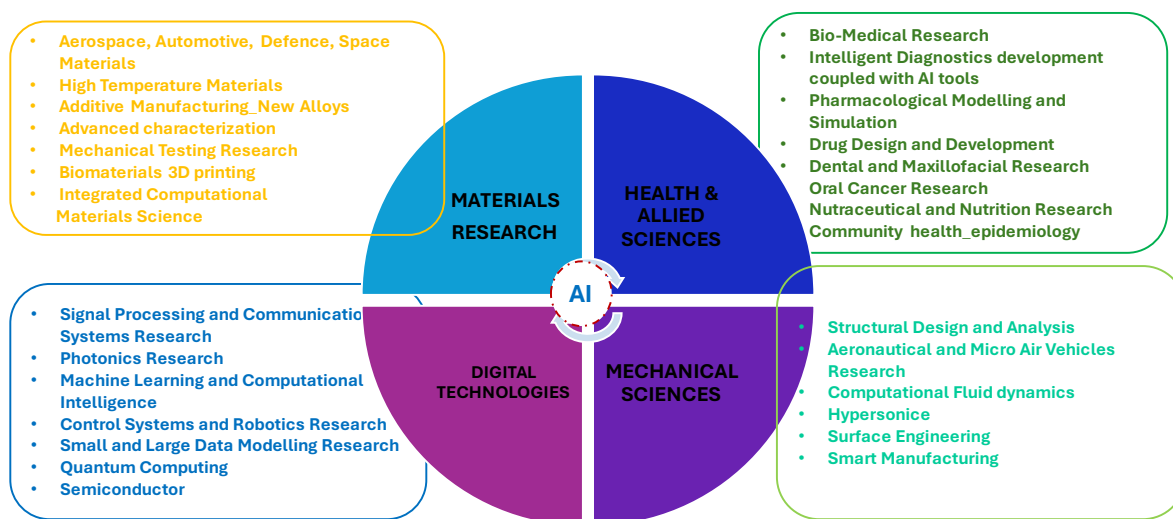 • Aerospace, Automotive, Defence, Space
Materials
• High Temperature Materials
• Additive Manufacturing_New Alloys
• Advanced characterization
• Mechanical Testing Research
• Biomaterials 3D printing
• Integrated Computational
Materials Science
• Bio-Medical Research
• Intelligent Diagnostics development
coupled with AI tools
• Pharmacological Modelling and
Simulation
• Drug Design and Development
• Dental and Maxillofacial Research
Oral Cancer Research
• Nutraceutical and Nutrition Research
• Community health_epidemiology
MATERIALS
RESEARCH
HEALTH &
ALLIED
SCIENCES
AI
DIGITAL
TECHNOLOGIES
MECHANICAL
SCIENCES
• Signal Processing and Communicatio
Systems Research
• Photonics Research
• Machine Learning and Computational
Intelligence
• Control Systems and Robotics Research
• Small and Large Data Modelling Research
• Quantum Computing
• Semiconductor
• Structural Design and Analysis
• Aeronautical and Micro Air Vehicles
Research
• Computational Fluid dynamics
• Hypersonice
• Surface Engineering
• Smart Manufacturing